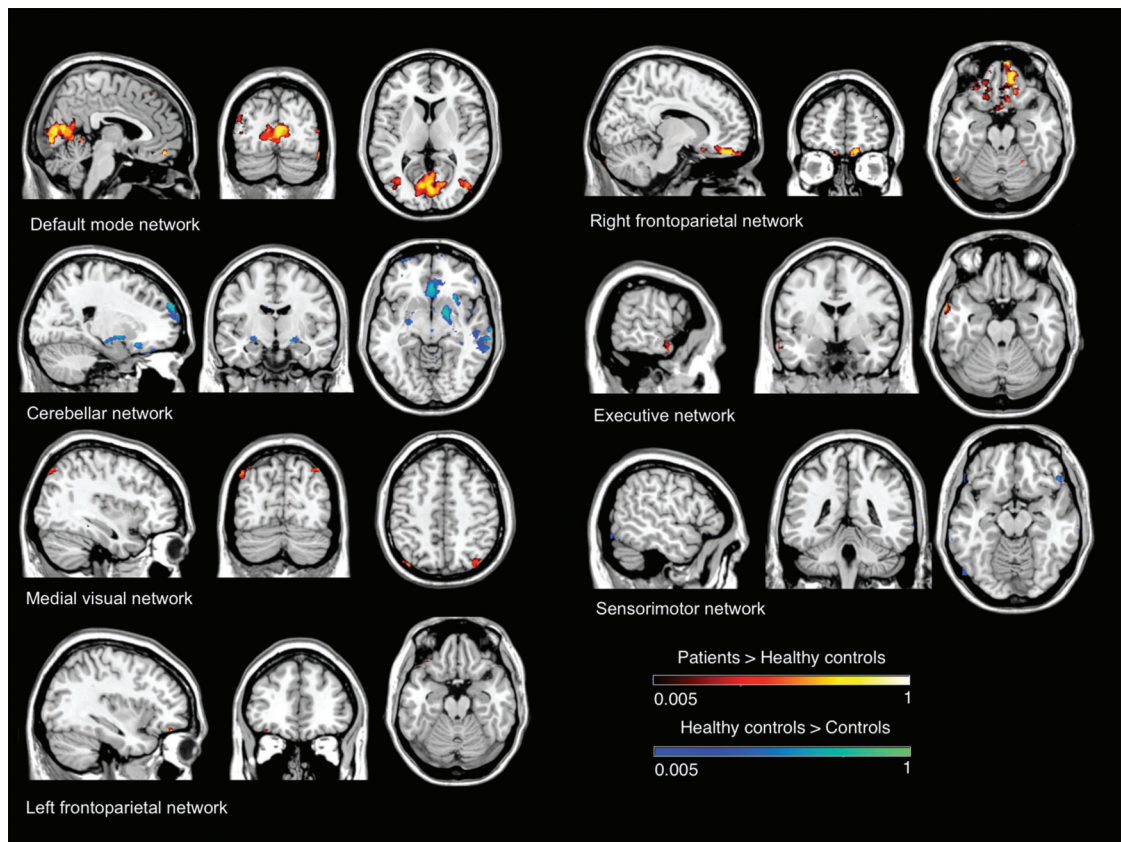 Default mode network
Right frontoparietal network
Cerebellar network
Executive network
Medial visual network
Sensorimotor network
Left frontoparietal network
Patients > Healthy controls
0.005 1
Healthy controls > Controls
0.005 1